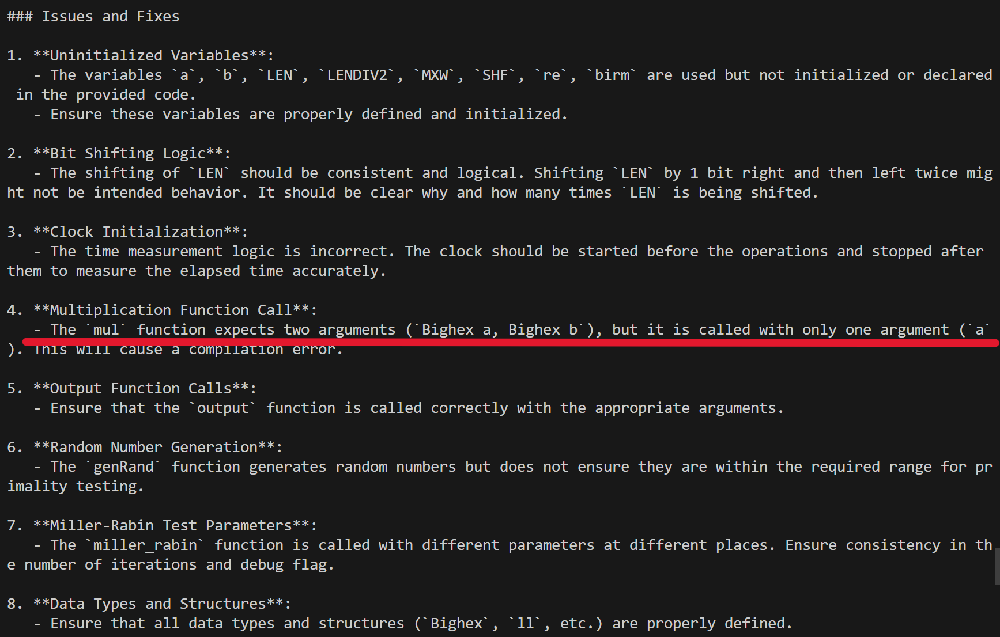 ### Issues and Fixes
1. **Uninitialized Variables**:
- The variables `a`, `b`, `LEN`, `LENDIV2`, `MXW`, `SHF`, `re`, `birm` are used but not initialized or declared
in the provided code.
- Ensure these variables are properly defined and initialized.
2. **Bit Shifting Logic**:
- The shifting of `LEN` should be consistent and logical. Shifting `LEN` by 1 bit right and then left twice mig
ht not be intended behavior. It should be clear why and how many times `LEN` is being shifted.
3. **Clock Initialization**:
- The time measurement logic is incorrect. The clock should be started before the operations and stopped after
them to measure the elapsed time accurately.
4. **Multiplication Function Call**:
- The `mul` function expects two arguments (`Bighex a, Bighex b`), but it is called with only one argument (`a`
). This will cause a compilation error.
5. **Output Function Calls**:
- Ensure that the `output` function is called correctly with the appropriate arguments.
6. **Random Number Generation**:
- The `genRand` function generates random numbers but does not ensure they are within the required range for pr
imality testing.
7. **Miller-Rabin Test Parameters**:
- The `miller_rabin` function is called with different parameters at different places. Ensure consistency in th
e number of iterations and debug flag.
8. **Data Types and Structures**:
- Ensure that all data types and structures (`Bighex`, `ll`, etc.) are properly defined.